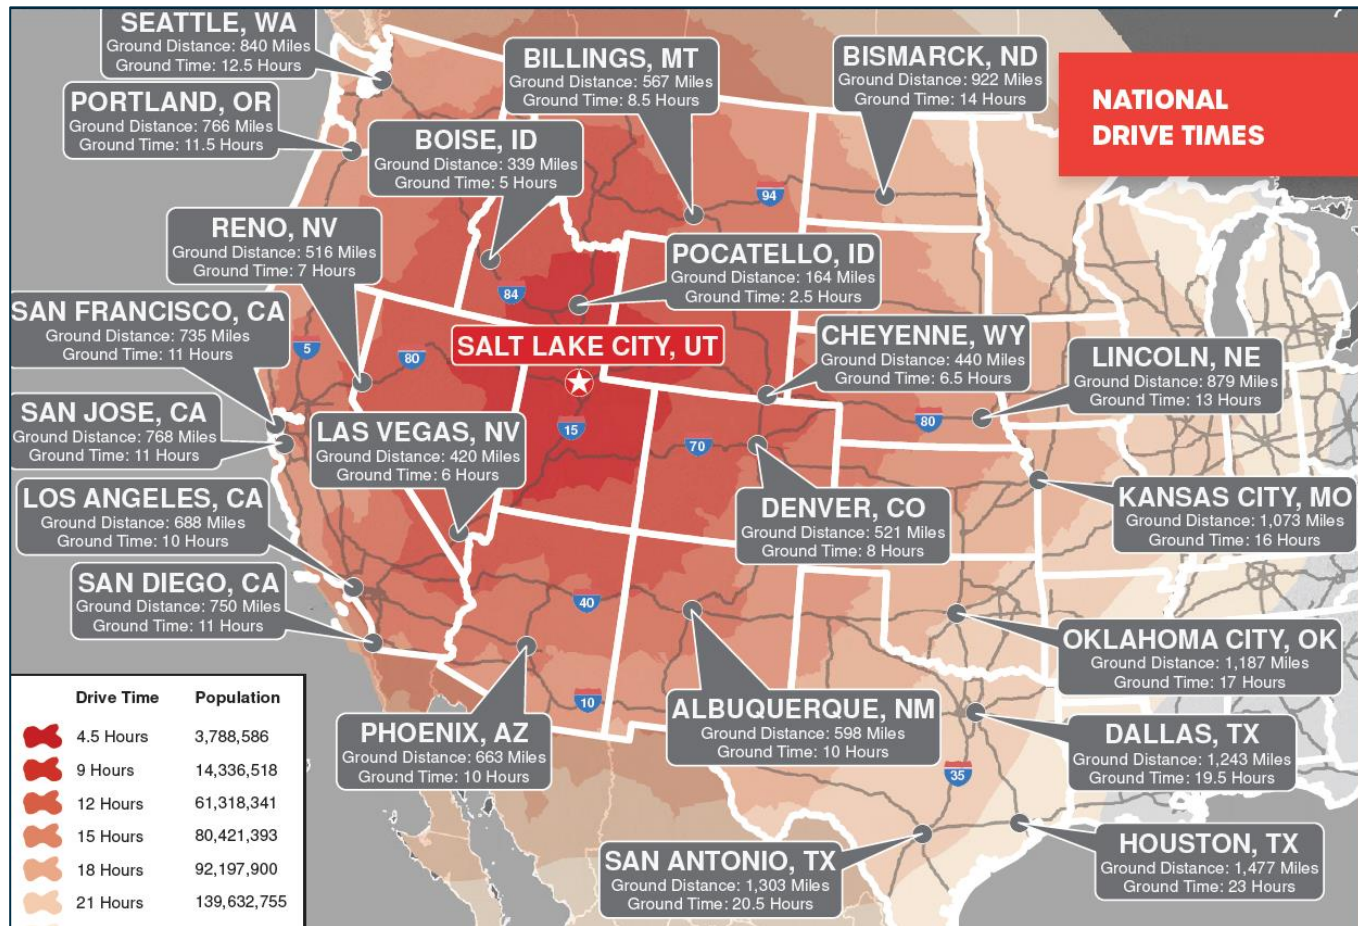 SEATTLE, WA
Ground Distance: 840 Miles
Ground Time: 12.5 Hours
PORTLAND, OR
Ground Distance: 766 Miles
Ground Time: 11.5 Hours
BILLINGS, MT
Ground Distance: 567 Miles
Ground Time: 8.5 Hours
BISMARCK, ND
Ground Distance: 922 Miles
Ground Time: 14 Hours
NATIONAL
DRIVE TIMES
BOISE, ID
Ground Distance: 339 Miles
Ground Time: 5 Hours
94
RENO, NV
Ground Distance: 516 Miles
Ground Time: 7 Hours
POCATELLO, ID
Ground Distance: 164 Miles
Ground Time: 2.5 Hours
84
SAN FRANCISCO, CA
Ground Distance: 735 Miles
Ground Time: 11 Hours
5
80
SALT LAKE CITY, UT
CHEYENNE, WY
Ground Distance: 440 Miles
Ground Time: 6.5 Hours
LINCOLN, NE
Ground Distance: 879 Miles
Ground Time: 13 Hours
SAN JOSE, CA
Ground Distance: 768 Miles
Ground Time: 11 Hours
LAS VEGAS, NV
Ground Distance: 420 Miles
Ground Time: 6 Hours
15
70
80
LOS ANGELES, CA
Ground Distance: 688 Miles
Ground Time: 10 Hours
DENVER, CO
Ground Distance: 521 Miles
Ground Time: 8 Hours
KANSAS CITY, MO
Ground Distance: 1,073 Miles
Ground Time: 16 Hours
SAN DIEGO, CA
Ground Distance: 750 Miles
Ground Time: 11 Hours
40
OKLAHOMA CITY, OK
Ground Distance: 1,187 Miles
Ground Time: 17 Hours
10
PHOENIX, AZ
Ground Distance: 663 Miles
Ground Time: 10 Hours
ALBUQUERQUE, NM
Ground Distance: 598 Miles
Ground Time: 10 Hours
DALLAS, TX
Ground Distance: 1,243 Miles
Ground Time: 19.5 Hours
35
SAN ANTONIO, TX
Ground Distance: 1,303 Miles
Ground Time: 20.5 Hours
HOUSTON, TX
Ground Distance: 1,477 Miles
Ground Time: 23 Hours
Drive Time Population
4.5 Hours 3,788,586
9 Hours 14,336,518
12 Hours 61,318,341
15 Hours 80,421,393
18 Hours 92,197,900
21 Hours 139,632,755